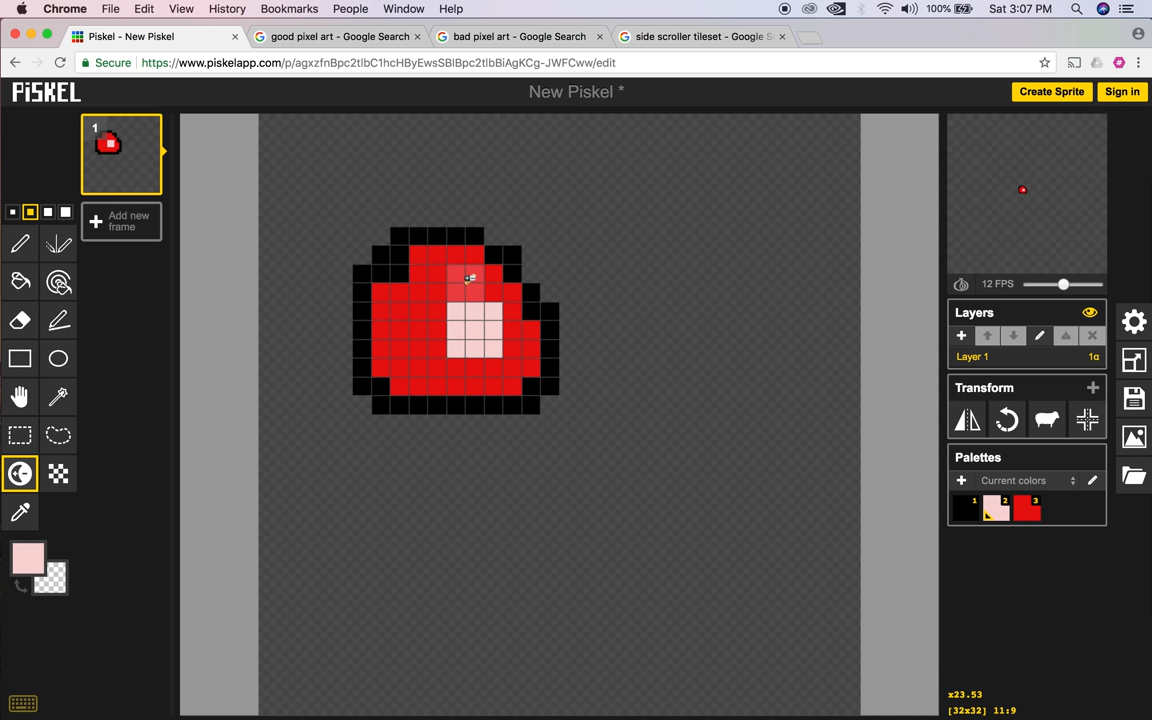 Chrome File Edit View History Bookmarks People Window Help 100% Sat 3:07 PM
Piskel - New Piskel × good pixel art - Google Search × bad pixel art - Google Search × side scroller tileset - Google S ×
Secure https://www.piskelapp.com/p/agxzfnBpc2tlbC1hcHByEwsSBlBpc2tlbBiAgKCg-JWFCww/edit
PiSKEL New Piskel * Create Sprite Sign in
1
Add new
frame
12 FPS
Layers
Layer 1 1α
Transform
Palettes
Current colors
1 2 3
x23.53
[32x32] 11:9